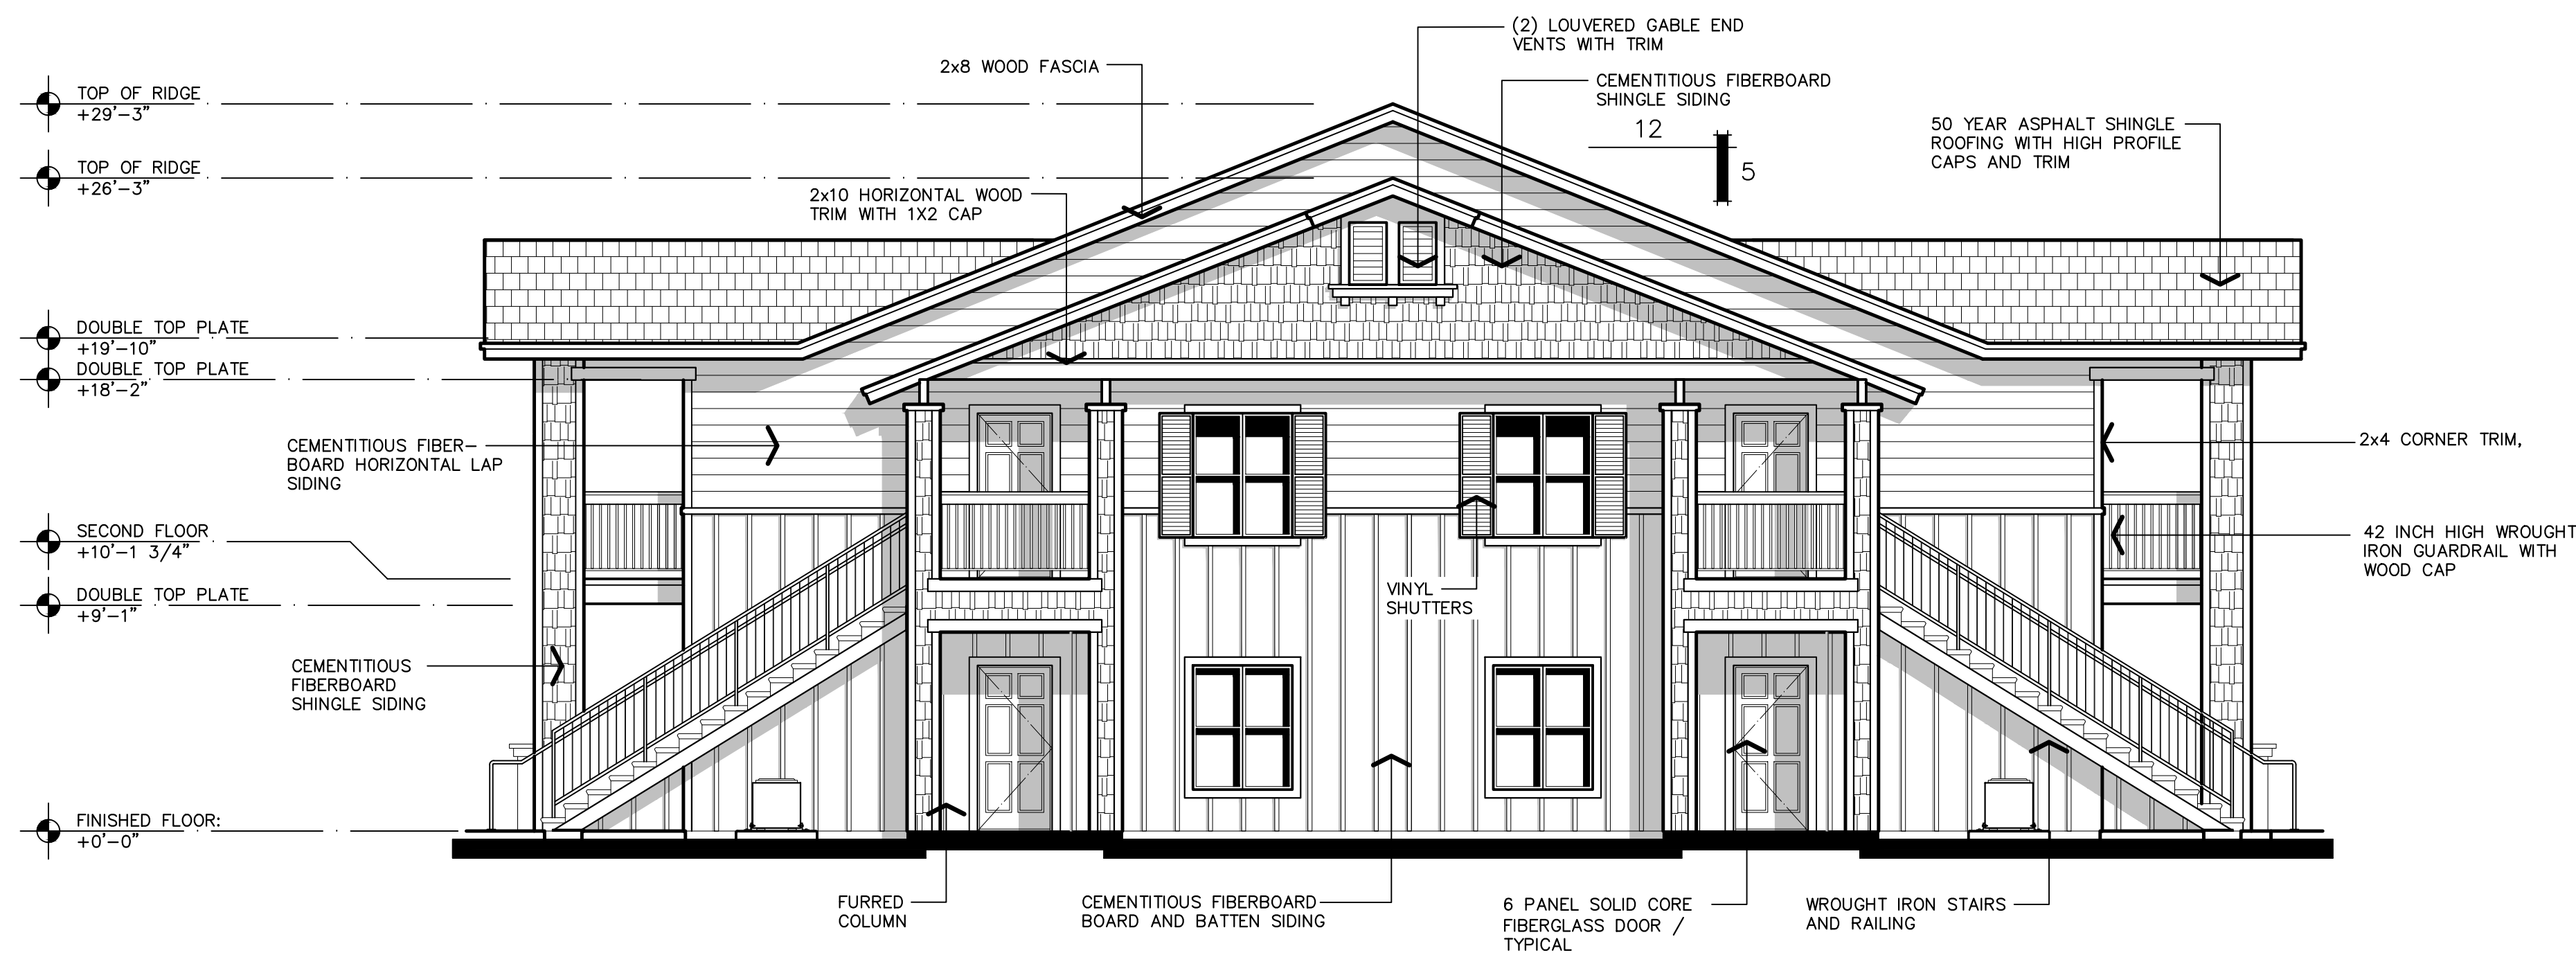 (2) LOUVERED GABLE END
VENTS WITH TRIM
2x8 WOOD FASCIA
CEMENTITIOUS FIBERBOARD
SHINGLE SIDING
TOP OF RIDGE
+29'-3"
12
5
50 YEAR ASPHALT SHINGLE
ROOFING WITH HIGH PROFILE
CAPS AND TRIM
TOP OF RIDGE
+26'-3"
2x10 HORIZONTAL WOOD
TRIM WITH 1X2 CAP
DOUBLE TOP PLATE
+19'-10"
DOUBLE TOP PLATE
+18'-2"
CEMENTITIOUS FIBER-
BOARD HORIZONTAL LAP
SIDING
2x4 CORNER TRIM,
SECOND FLOOR
+10'-1 3/4"
42 INCH HIGH WROUGHT
IRON GUARDRAIL WITH
WOOD CAP
DOUBLE TOP PLATE
+9'-1"
VINYL
SHUTTERS
CEMENTITIOUS
FIBERBOARD
SHINGLE SIDING
FINISHED FLOOR:
+0'-0"
FURRED
COLUMN
CEMENTITIOUS FIBERBOARD
BOARD AND BATTEN SIDING
6 PANEL SOLID CORE
FIBERGLASS DOOR /
TYPICAL
WROUGHT IRON STAIRS
AND RAILING